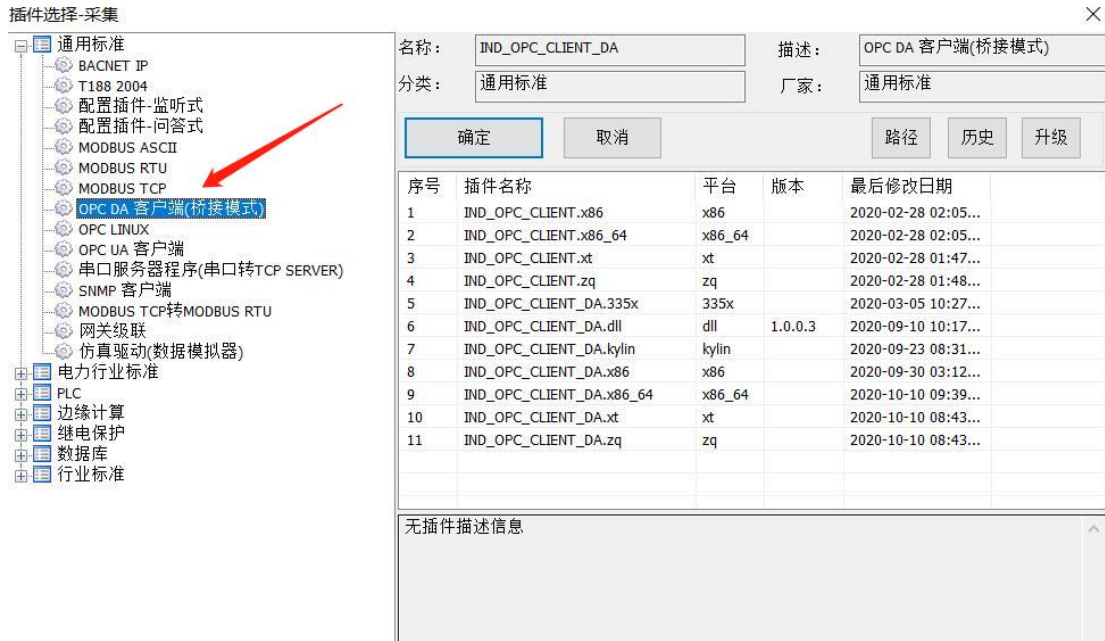 插件选择-采集
通用标准
BACNET IP
T188 2004
配置插件-监听式
配置插件-问答式
MODBUS ASCII
MODBUS RTU
MODBUS TCP
OPC DA 客户端(桥接模式)
OPC LINUX
OPC UA 客户端
串口服务器程序(串口转TCP SERVER)
SNMP 客户端
MODBUS TCP转MODBUS RTU
网关级联
仿真驱动(数据模拟器)
电力行业标准
PLC
边缘计算
继电保护
数据库
行业标准
名称： IND_OPC_CLIENT_DA 描述： OPC DA 客户端(桥接模式)
分类： 通用标准 厂家： 通用标准
确定 取消 路径 历史 升级
序号 插件名称 平台 版本 最后修改日期
1 IND_OPC_CLIENT.x86 x86 2020-02-28 02:05...
2 IND_OPC_CLIENT.x86_64 x86_64 2020-02-28 02:05...
3 IND_OPC_CLIENT.xt xt 2020-02-28 01:47...
4 IND_OPC_CLIENT.zq zq 2020-02-28 01:48...
5 IND_OPC_CLIENT_DA.335x 335x 2020-03-05 10:27...
6 IND_OPC_CLIENT_DA.dll dll 1.0.0.3 2020-09-10 10:17...
7 IND_OPC_CLIENT_DA.kylin kylin 2020-09-23 08:31...
8 IND_OPC_CLIENT_DA.x86 x86 2020-09-30 03:12...
9 IND_OPC_CLIENT_DA.x86_64 x86_64 2020-10-10 09:39...
10 IND_OPC_CLIENT_DA.xt xt 2020-10-10 08:43...
11 IND_OPC_CLIENT_DA.zq zq 2020-10-10 08:43...
无插件描述信息